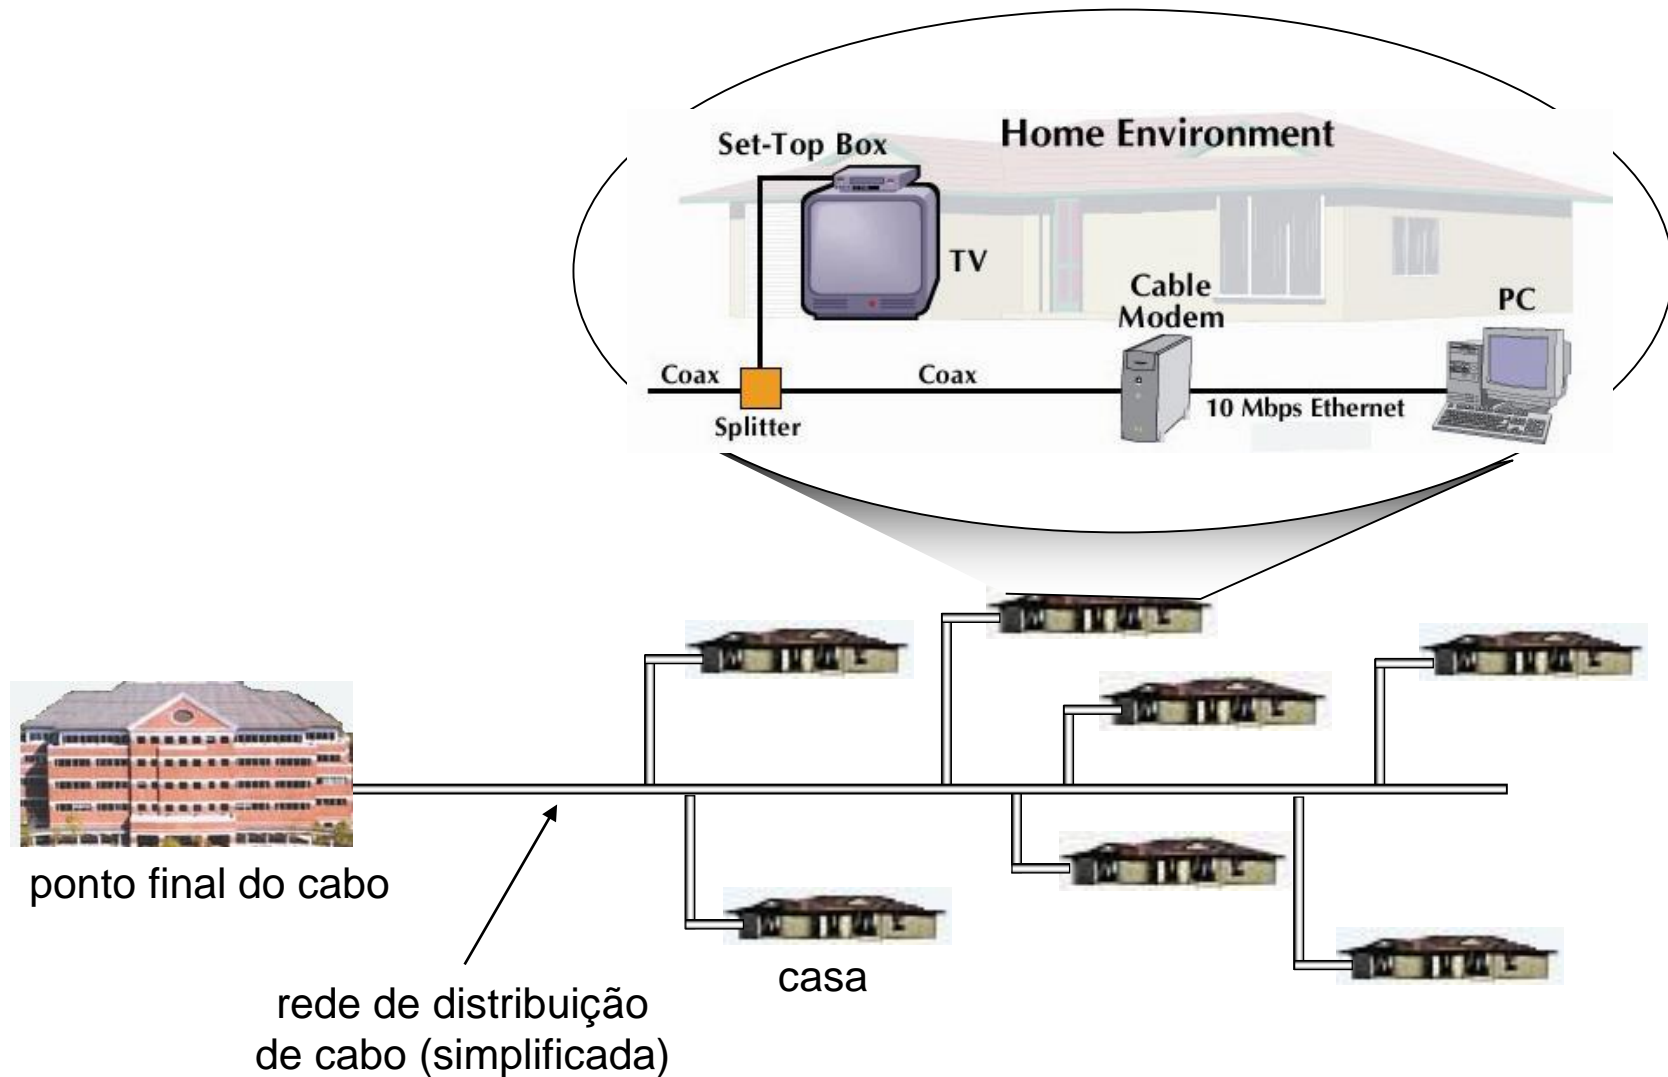 Home Environment
Set-Top Box
TV
Cable
Modem
PC
Coax
Coax
10 Mbps Ethernet
Splitter
ponto final do cabo
casa
rede de distribuição
de cabo (simplificada)